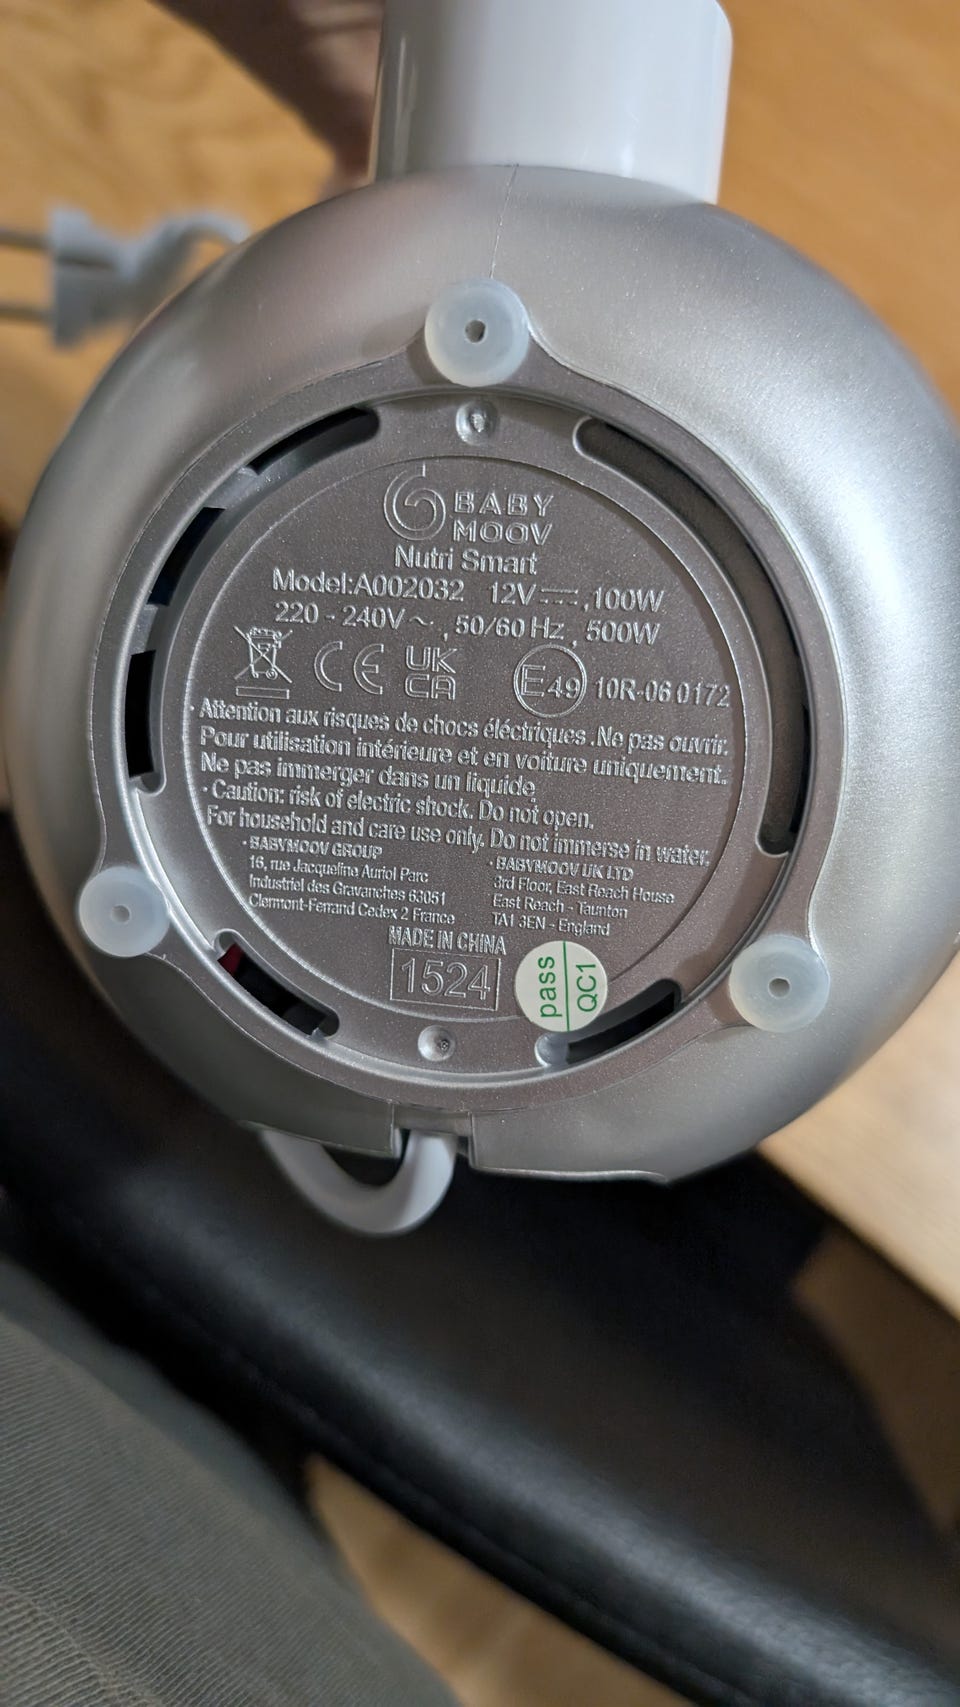 BABY
MOOV
Nutri Smart
Model:A002032 12V⎓,100W
220 - 240V ~ , 50/60 Hz , 500W
CE UK CA E49 10R-06 0172
· Attention aux risques de chocs éléctriques .Ne pas ouvrir.
Pour utilisation intérieure et en voiture uniquement.
Ne pas immerger dans un liquide
· Caution: risk of electric shock. Do not open.
For household and care use only. Do not immerse in water.
· BABYMOOV GROUP
16, rue Jacqueline Auriol Parc
Industriel des Gravanches 63051
Clermont-Ferrand Cedex 2 France
· BABYMOOV UK LTD
3rd Floor, East Reach House
East Reach - Taunton
TA1 3EN - England
MADE IN CHINA
1524
pass
QC1